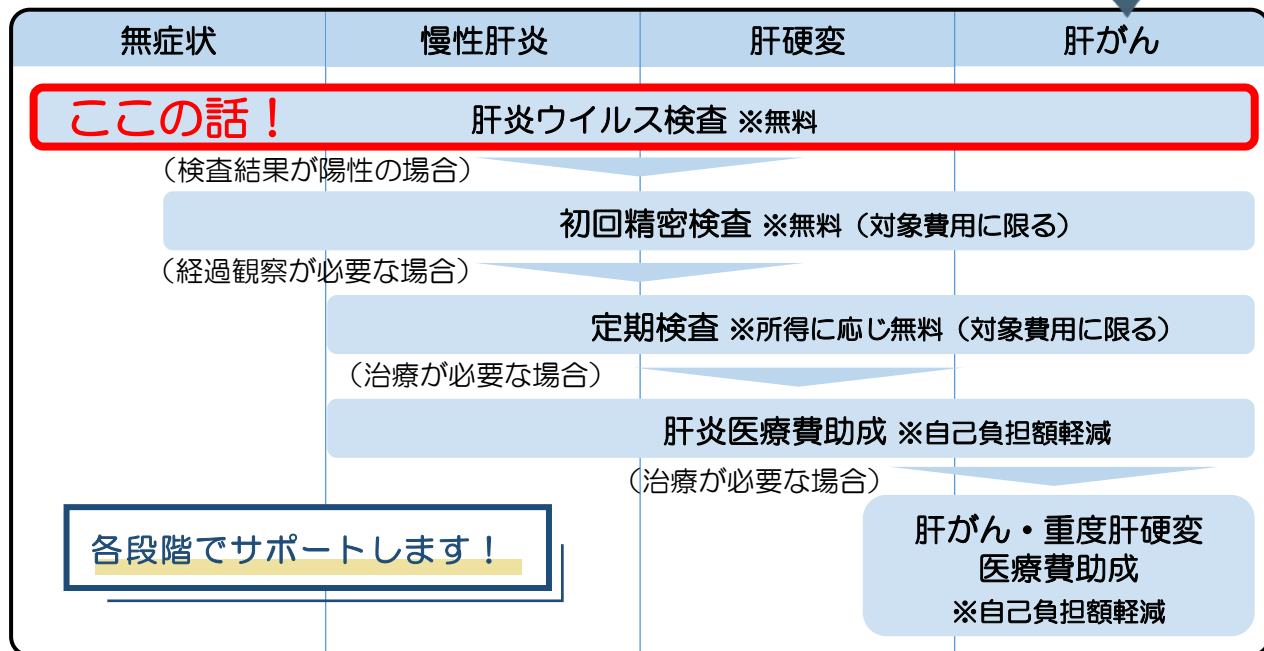 無症状
慢性肝炎
肝硬変
肝がん
ここの話！
肝炎ウイルス検査 ※無料
（検査結果が陽性の場合）
初回精密検査 ※無料（対象費用に限る）
（経過観察が必要な場合）
定期検査 ※所得に応じ無料（対象費用に限る）
（治療が必要な場合）
肝炎医療費助成 ※自己負担額軽減
（治療が必要な場合）
各段階でサポートします！
肝がん・重度肝硬変
医療費助成
※自己負担額軽減